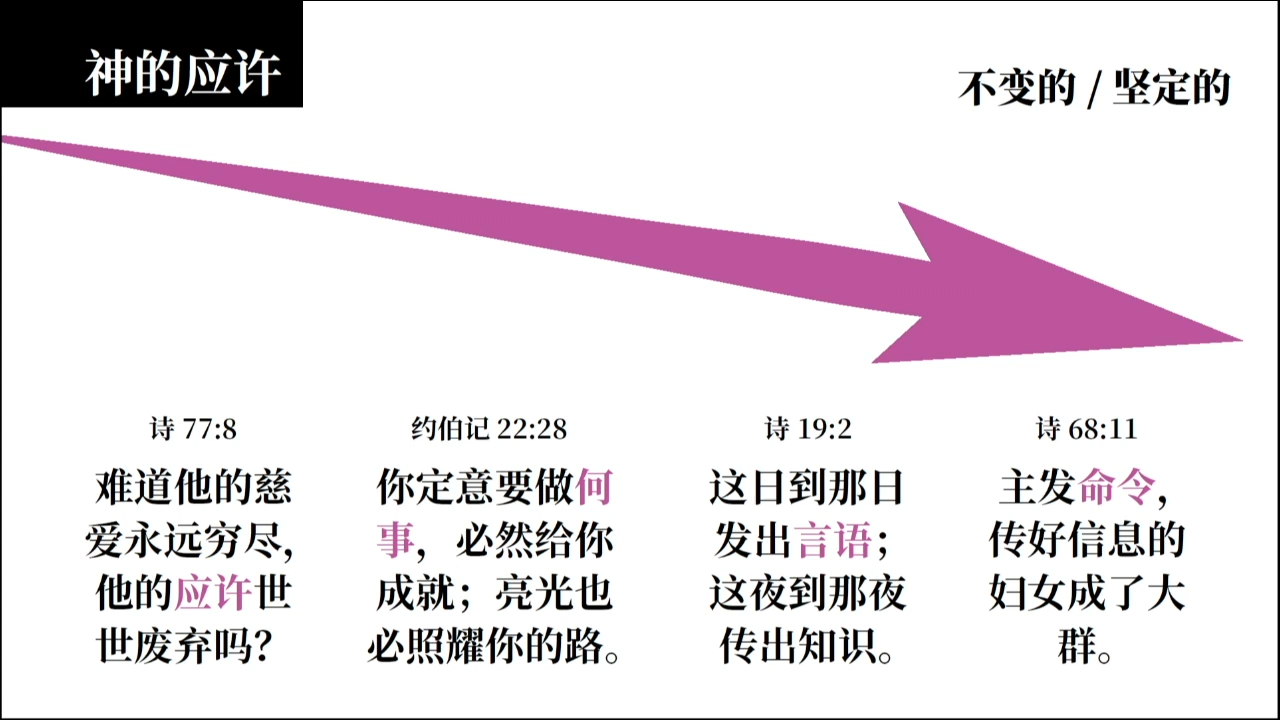 神的应许
不变的 / 坚定的
诗 77:8
难道他的慈
爱永远穷尽，
他的应许世
世废弃吗？
约伯记 22:28
你定意要做何
事，必然给你
成就；亮光也
必照耀你的路。
诗 19:2
这日到那日
发出言语；
这夜到那夜
传出知识。
诗 68:11
主发命令，
传好信息的
妇女成了大
群。